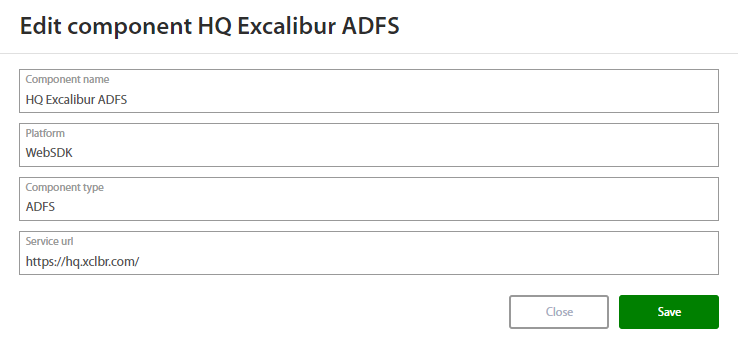 Edit component HQ Excalibur ADFS
Component name
HQ Excalibur ADFS
Platform
WebSDK
Component type
ADFS
Service url
https://hq.xclbr.com/
Close
Save